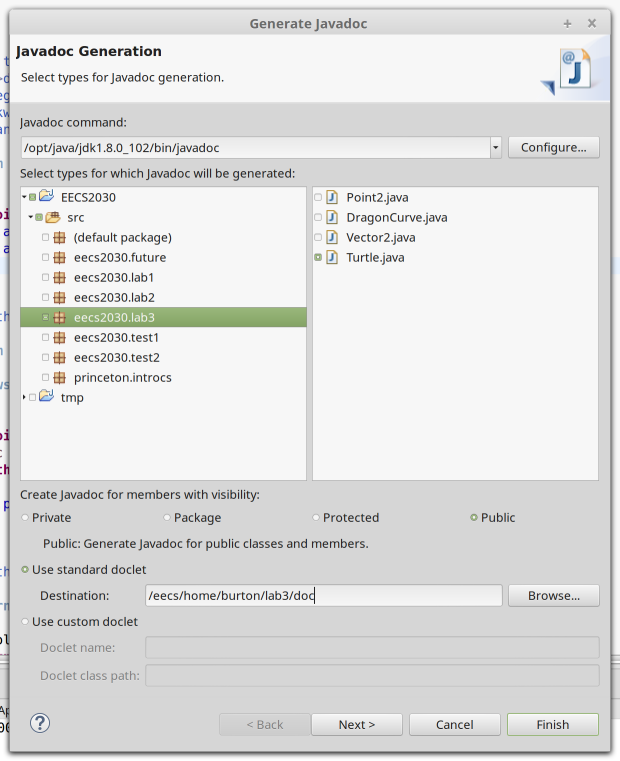 Generate Javadoc
Javadoc Generation
Select types for Javadoc generation.
Javadoc command:
/opt/java/jdk1.8.0_102/bin/javadoc
Configure...
Select types for which Javadoc will be generated:
EECS2030
src
(default package)
eecs2030.future
eecs2030.lab1
eecs2030.lab2
eecs2030.lab3
eecs2030.test1
eecs2030.test2
princeton.introcs
tmp
Point2.java
DragonCurve.java
Vector2.java
Turtle.java
Create Javadoc for members with visibility:
Private Package Protected Public
Public: Generate Javadoc for public classes and members.
Use standard doclet
Destination: /eecs/home/burton/lab3/doc Browse...
Use custom doclet
Doclet name:
Doclet class path:
? < Back Next > Cancel Finish